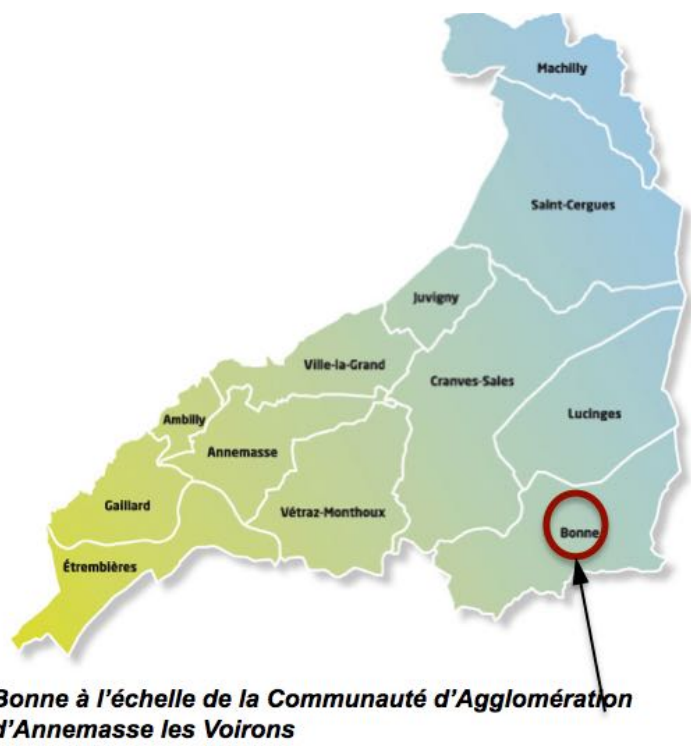 Machilly
Saint-Cergues
Juvigny
Ville-la-Grand
Cranves-Sales
Lucinges
Ambilly
Annemasse
Gaillard
Vétraz-Monthoux
Bonne
Étrembières
Bonne à l'échelle de la Communauté d'Agglomération
d'Annemasse les Voirons